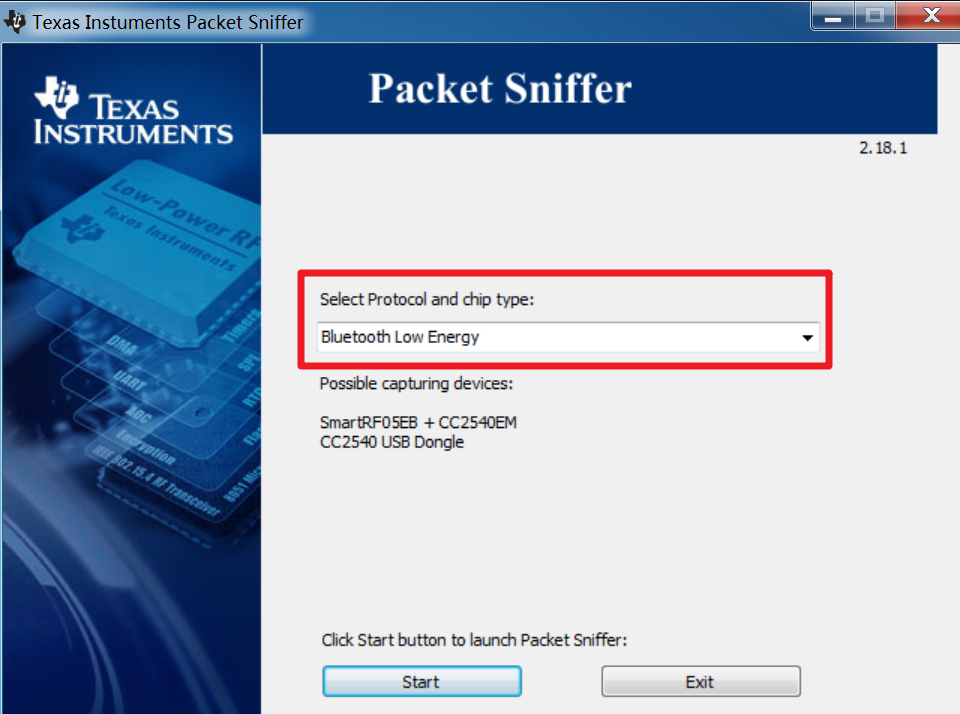 Texas Instuments Packet Sniffer
TEXAS
INSTRUMENTS
Packet Sniffer
2.18.1
Low-Power RF
Texas Instruments
Select Protocol and chip type:
Bluetooth Low Energy
Timers
DMA
SPI
Possible capturing devices:
UART
RTC
ADC
SmartRF05EB + CC2540EM
CC2540 USB Dongle
Encryption
IEEE 802.15.4 RF Transceiver
8051
Click Start button to launch Packet Sniffer:
Start
Exit